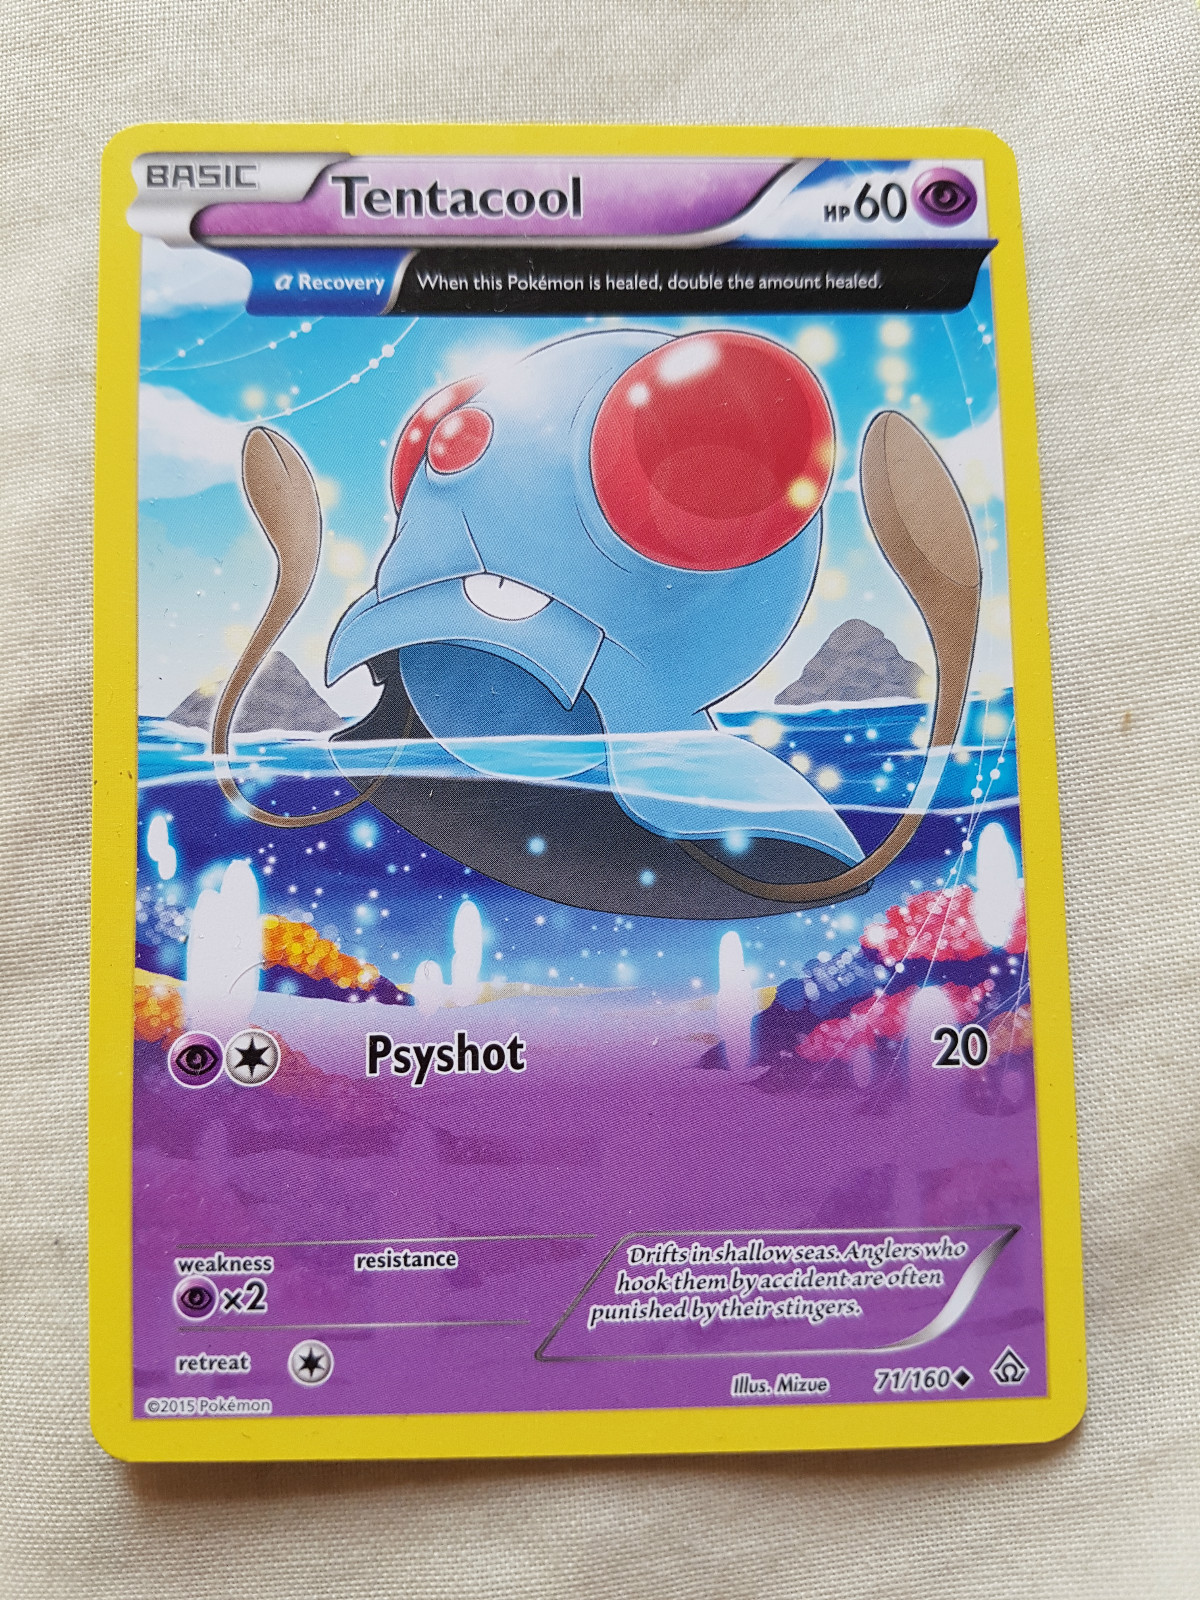 BASIC
Tentacool
HP 60
α Recovery
When this Pokémon is healed, double the amount healed.
Psyshot 20
weakness
×2
resistance
retreat
Drifts in shallow seas. Anglers who
hook them by accident are often
punished by their stingers.
Illus. Mizue
71/160
©2015 Pokémon